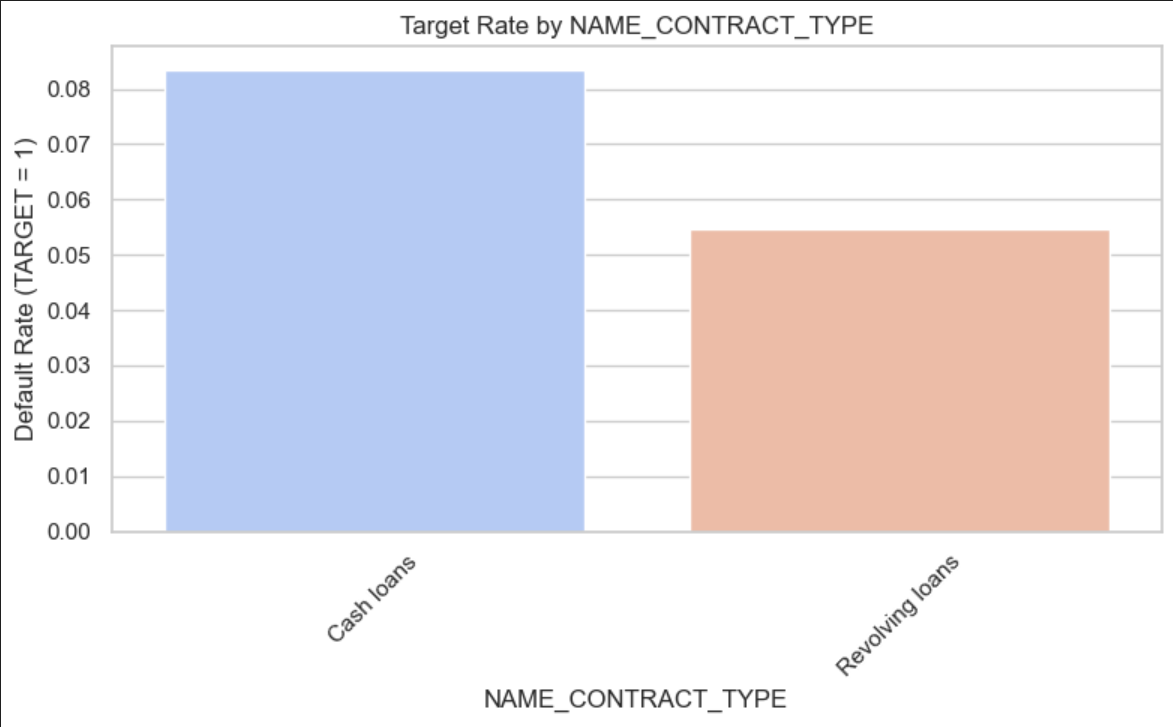 Target Rate by NAME_CONTRACT_TYPE
Default Rate (TARGET = 1)
0.08
0.07
0.06
0.05
0.04
0.03
0.02
0.01
0.00
Cash loans
Revolving loans
NAME_CONTRACT_TYPE